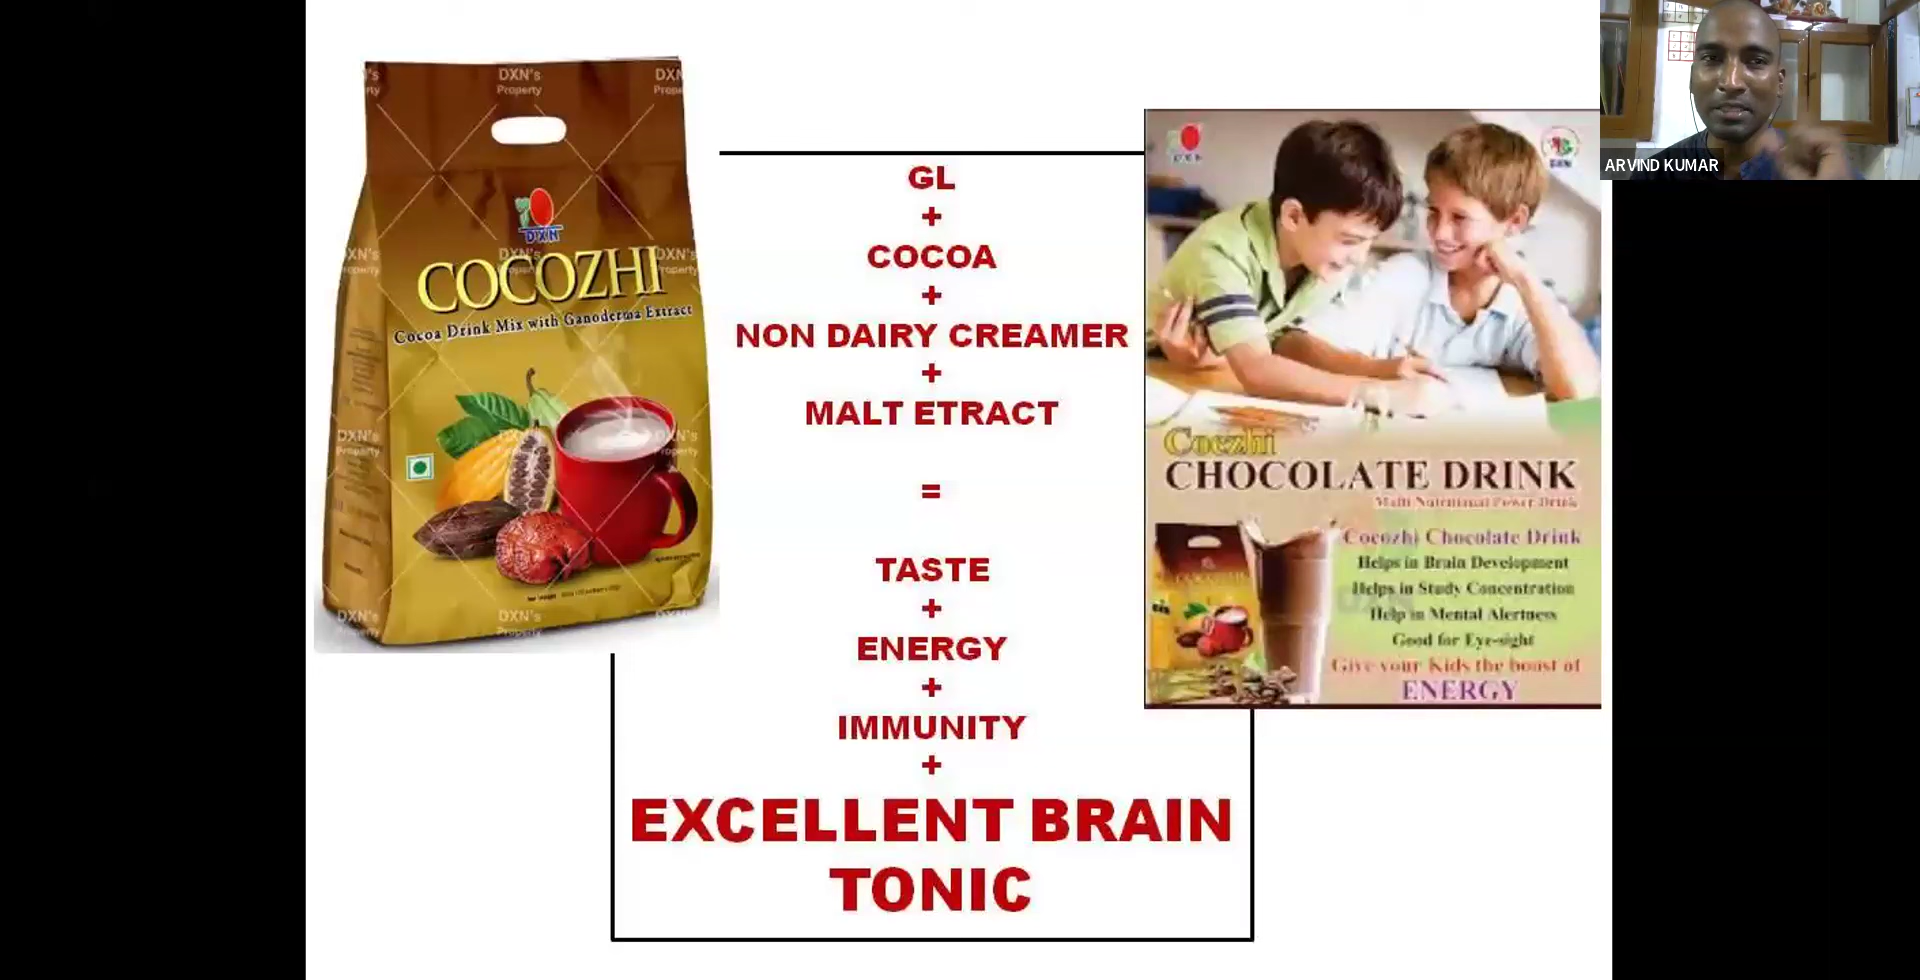 DXN's
Property
DXN
COCOZHI
Cocoa Drink Mix with Ganoderma Extract
GL
+
COCOA
+
NON DAIRY CREAMER
+
MALT ETRACT
=
TASTE
+
ENERGY
+
IMMUNITY
+
EXCELLENT BRAIN
TONIC
Coczhi
CHOCOLATE DRINK
Cocozhi Chocolate Drink
Helps in Brain Development
Helps in Study Concentration
Help in Mental Alertness
Good for Eye-sight
Give your Kids the boost of
ENERGY
ARVIND KUMAR